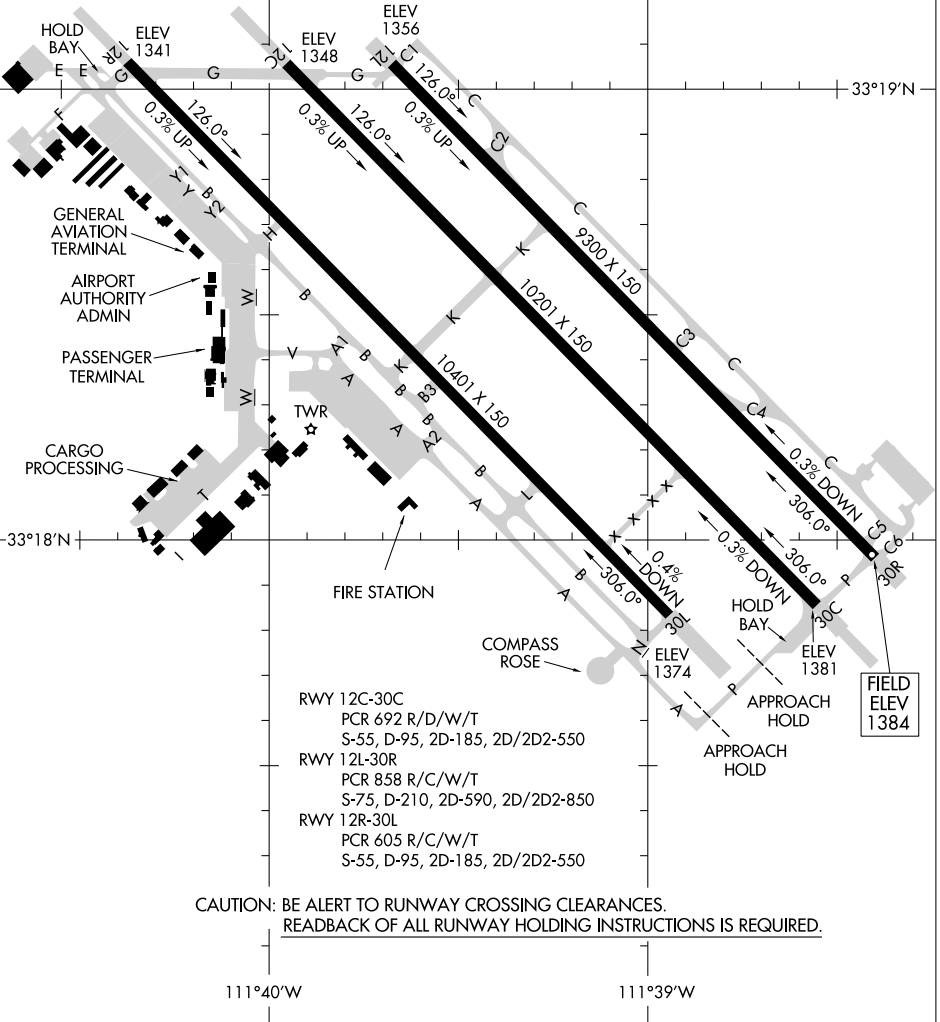 ELEV
1356
HOLD
BAY
12R
ELEV
1341
12C
ELEV
1348
12L
C1
E
E
G
G
G
C
33°19'N
F
126.0°
0.3% UP
126.0°
0.3% UP
126.0°
0.3% UP
C2
Y1
Y
B
Y2
C
GENERAL
AVIATION
TERMINAL
H
K
9300 X 150
AIRPORT
AUTHORITY
ADMIN
W
B
10201 X 150
K
C3
PASSENGER
TERMINAL
V
A1
B
A
K
C
W
B
B3
10401 X 150
C4
TWR
A
A2
B
CARGO
PROCESSING
B
L
X
X
X
X
C
0.3% DOWN
306.0°
T
A
33°18'N
I
C5
C6
30R
FIRE STATION
B
A
306.0°
0.4%
DOWN
0.3% DOWN
306.0°
P
30C
HOLD
BAY
30L
COMPASS
ROSE
N
ELEV
1374
ELEV
1381
FIELD
ELEV
1384
A
P
APPROACH
HOLD
APPROACH
HOLD
RWY 12C-30C
PCR 692 R/D/W/T
S-55, D-95, 2D-185, 2D/2D2-550
RWY 12L-30R
PCR 858 R/C/W/T
S-75, D-210, 2D-590, 2D/2D2-850
RWY 12R-30L
PCR 605 R/C/W/T
S-55, D-95, 2D-185, 2D/2D2-550
CAUTION: BE ALERT TO RUNWAY CROSSING CLEARANCES.
READBACK OF ALL RUNWAY HOLDING INSTRUCTIONS IS REQUIRED.
111°40'W
111°39'W